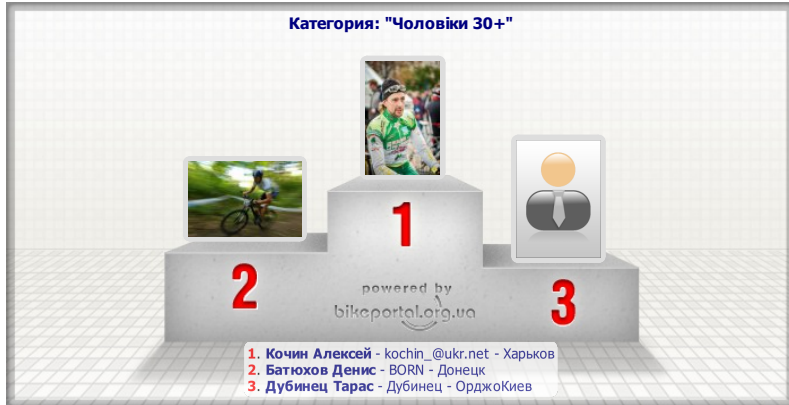 Категория: "Чоловіки 30+"
1
2
3
powered by
bikeportal.org.ua
1. Кочин Алексей - kochin_@ukr.net - Харьков
2. Батюхов Денис - BORN - Донецк
3. Дубинец Тарас - Дубинец - ОрджоКиев